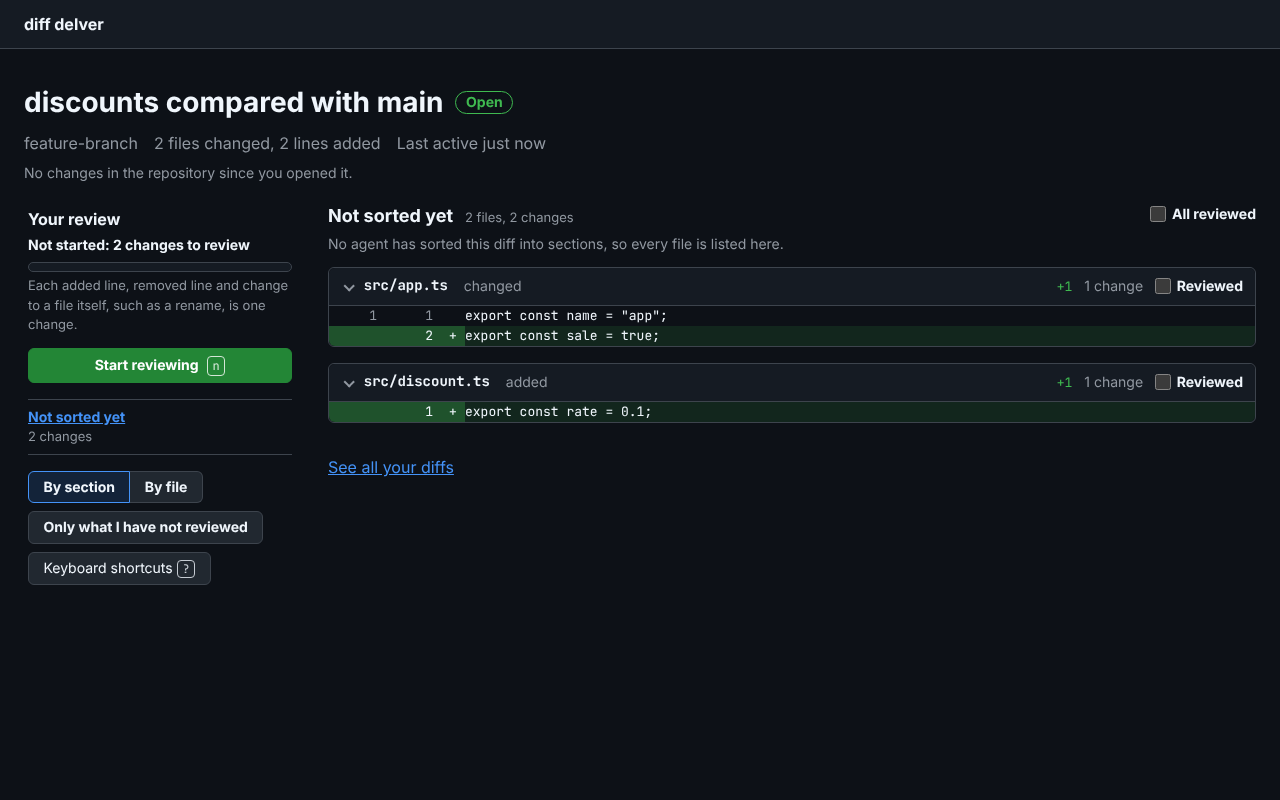 diff delver
discounts compared with main Open
feature-branch 2 files changed, 2 lines added Last active just now
No changes in the repository since you opened it.
Your review
Not started: 2 changes to review
Each added line, removed line and change
to a file itself, such as a rename, is one
change.
Start reviewing n
Not sorted yet
2 changes
By section By file
Only what I have not reviewed
Keyboard shortcuts ?
Not sorted yet 2 files, 2 changes All reviewed
No agent has sorted this diff into sections, so every file is listed here.
src/app.ts changed +1 1 change Reviewed
1 1 export const name = "app";
2 + export const sale = true;
src/discount.ts added +1 1 change Reviewed
1 + export const rate = 0.1;
See all your diffs